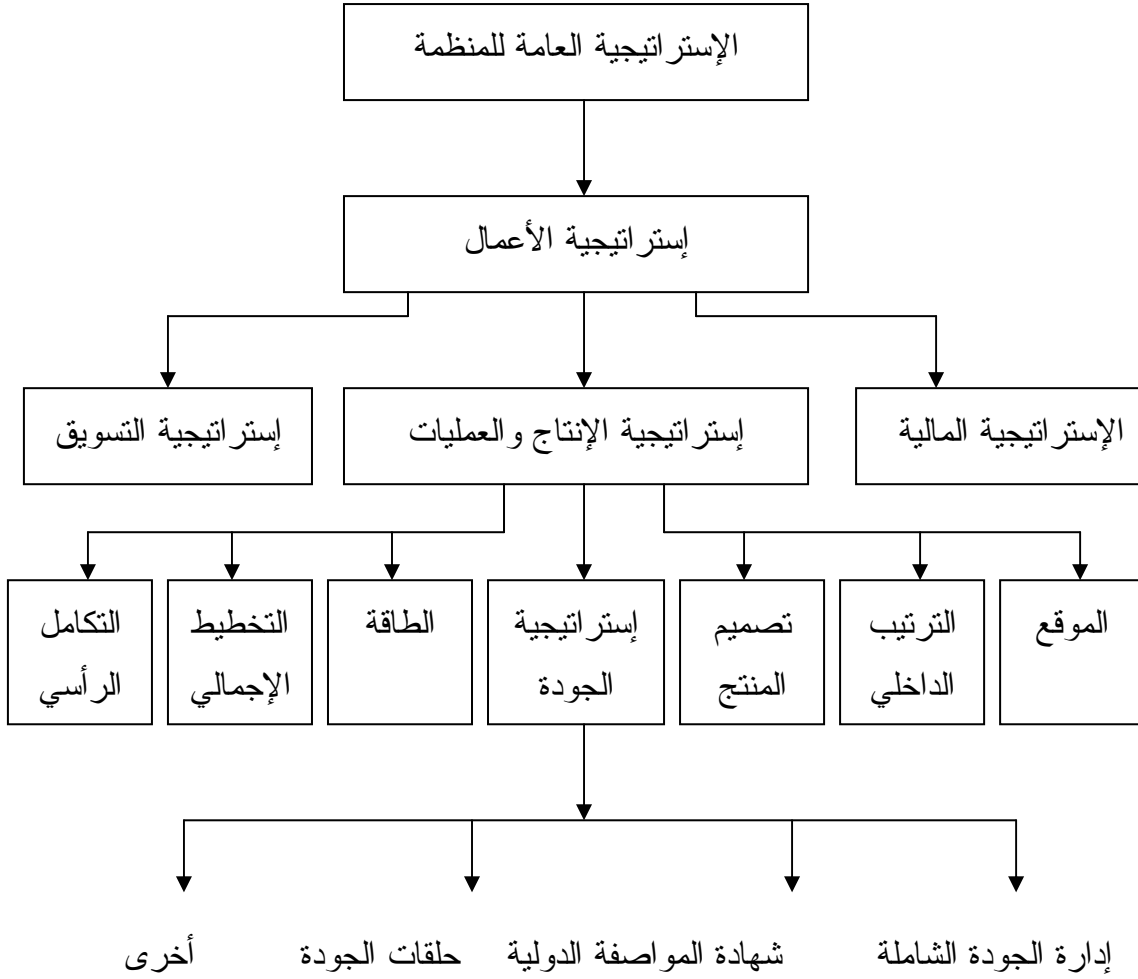 الإستراتيجية العامة للمنظمة
إستراتيجية الأعمال
الإستراتيجية المالية
إستراتيجية الإنتاج والعمليات
إستراتيجية التسويق
الموقع
الترتيب
الداخلي
تصميم
المنتج
إستراتيجية
الجودة
الطاقة
التخطيط
الإجمالي
التكامل
الرأسي
إدارة الجودة الشاملة
شهادة المواصفة الدولية
حلقات الجودة
أخرى